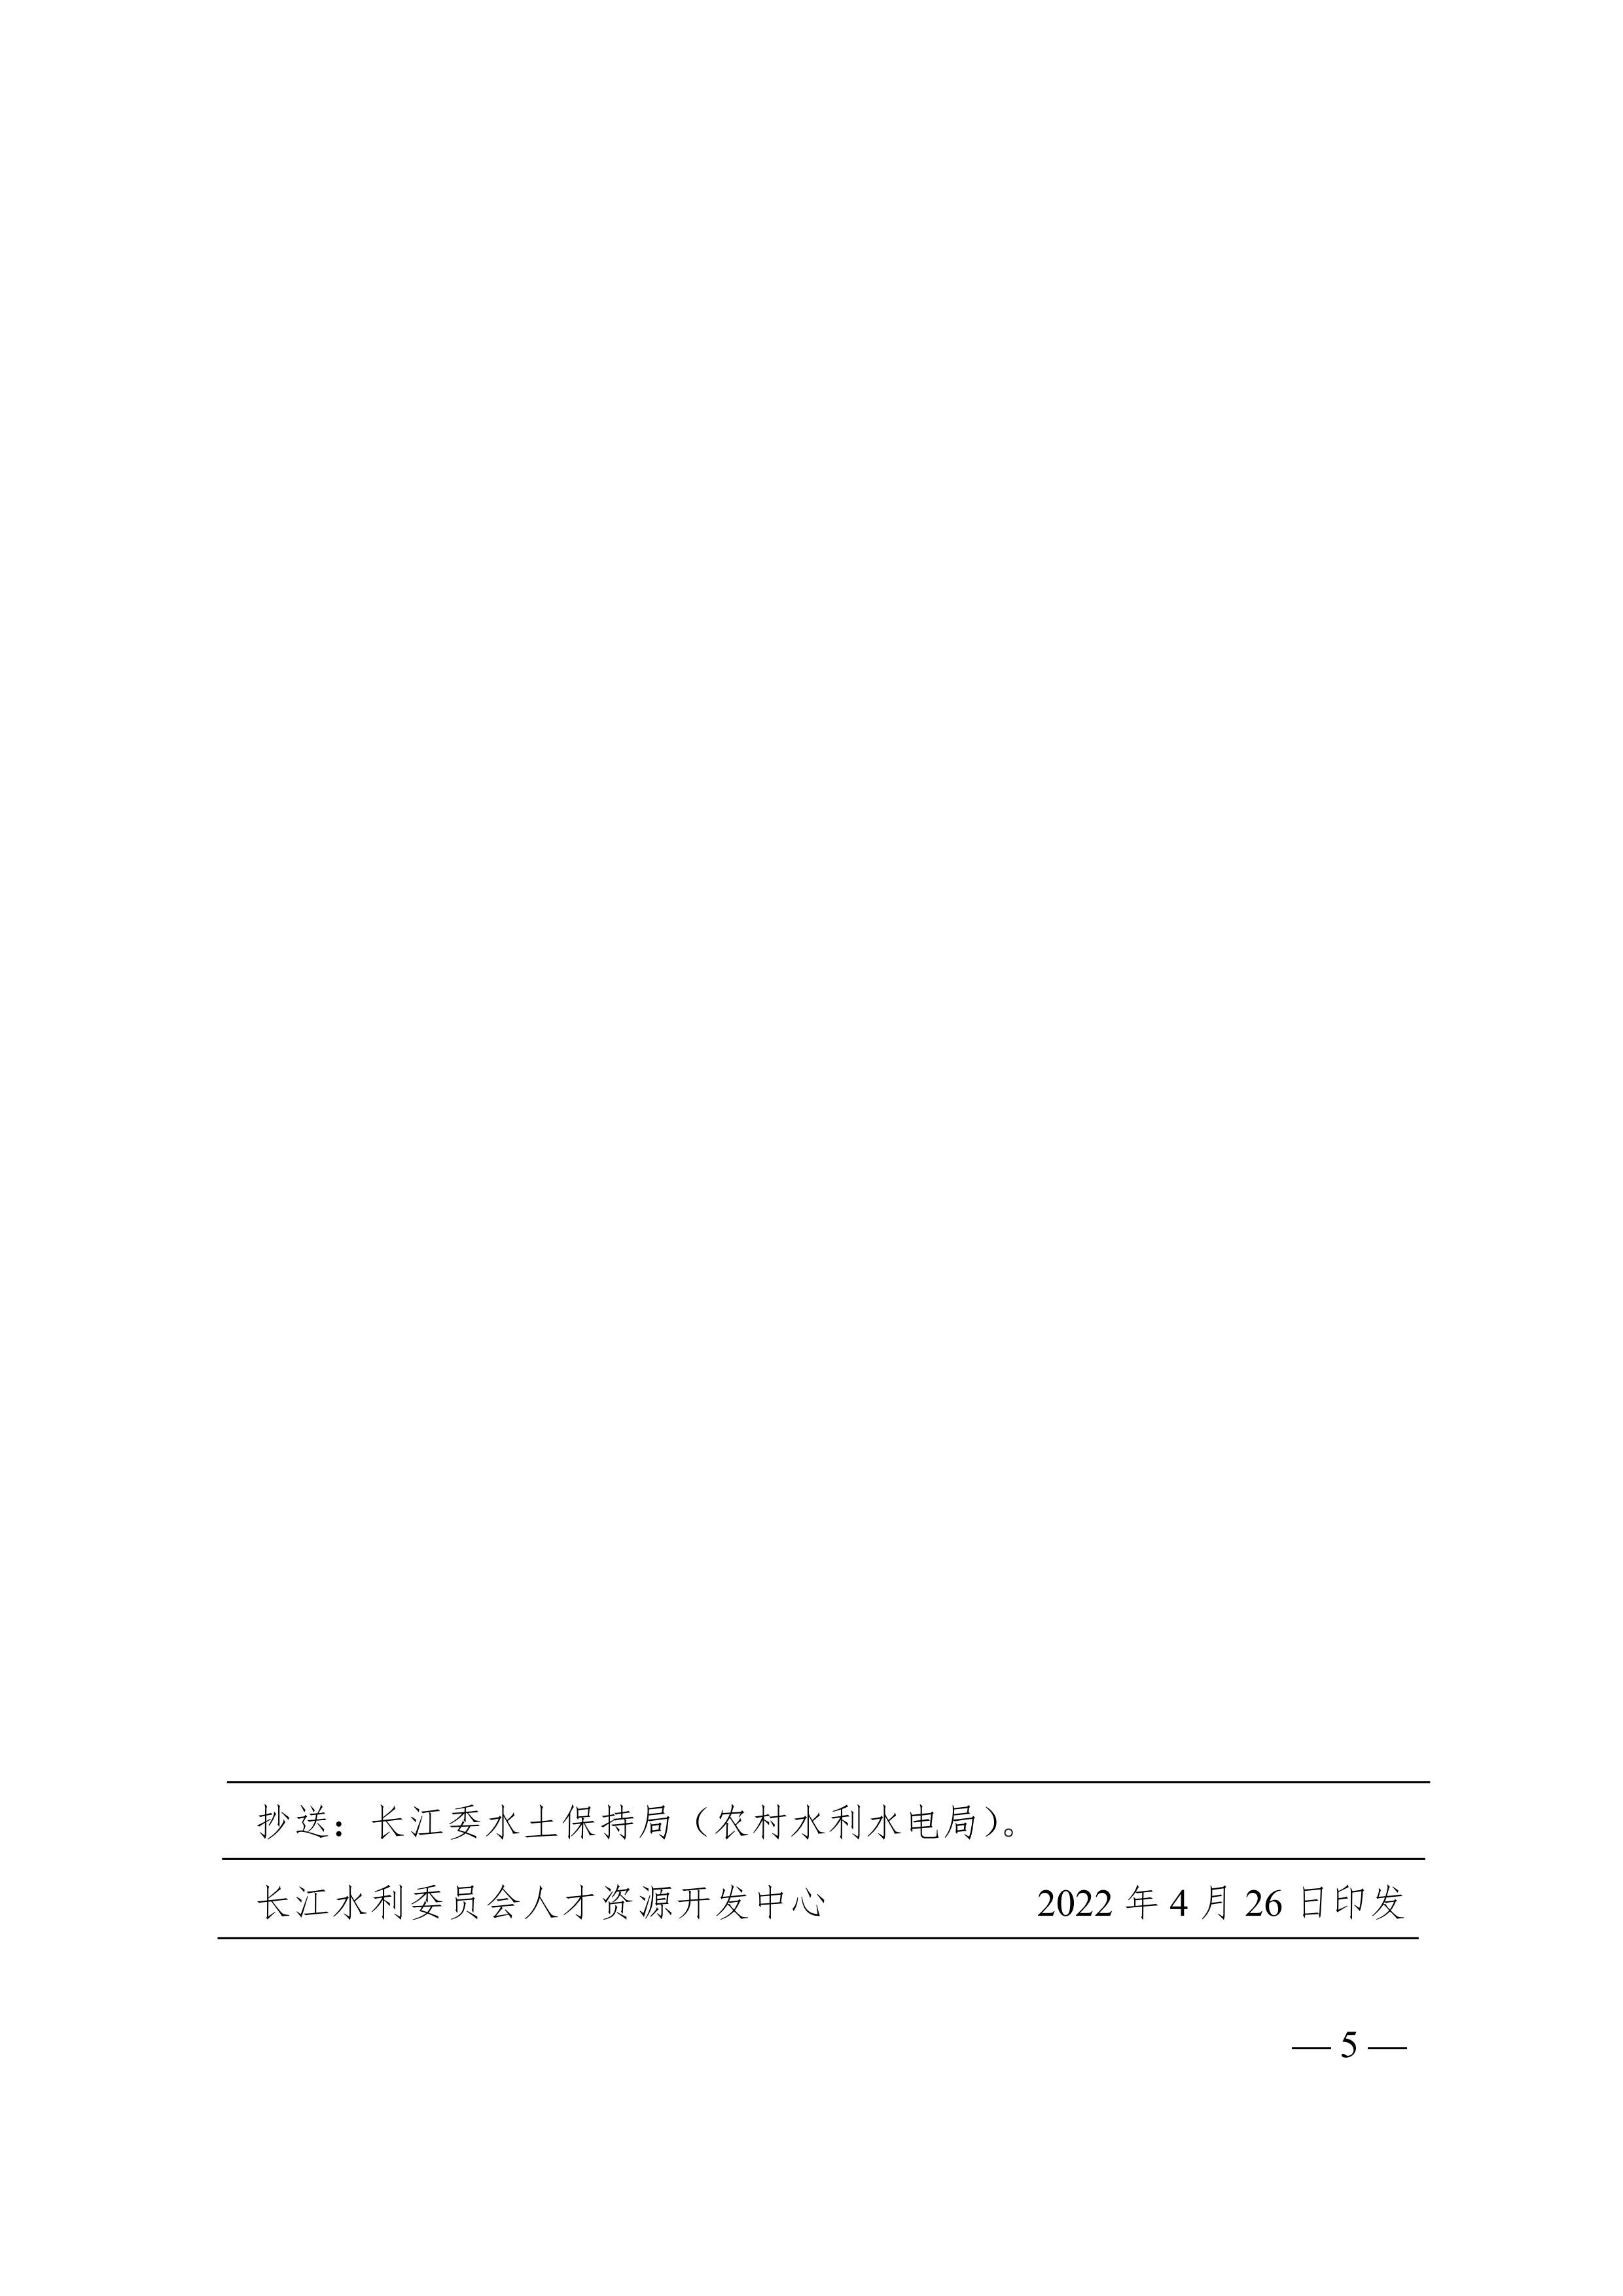 抄送：长江委水土保持局（农村水利水电局）。
长江水利委员会人才资源开发中心 2022 年 4 月 26 日印发
— 5 —